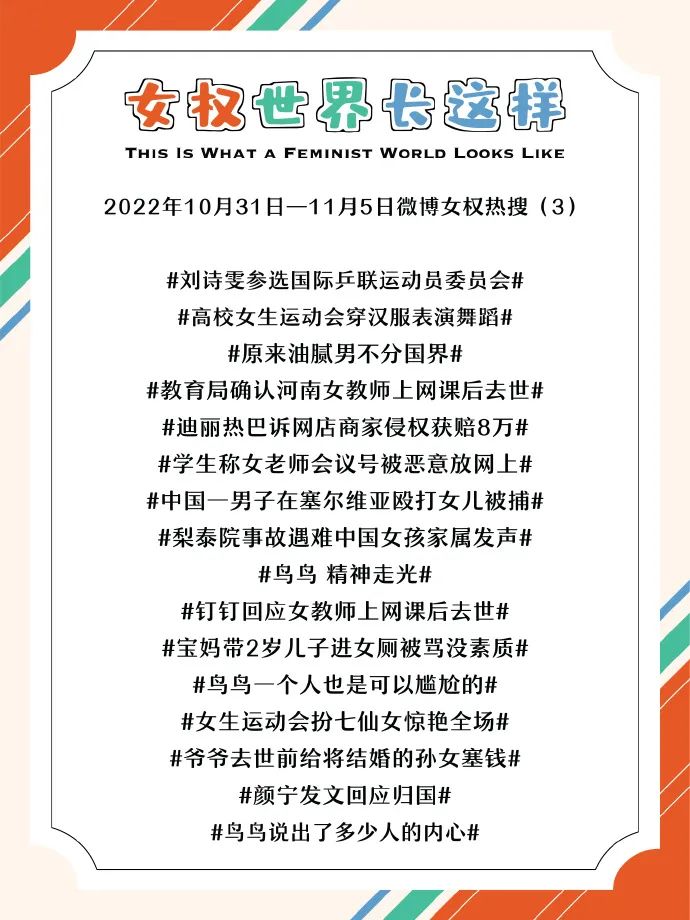 女权世界长这样
THIS IS WHAT A FEMINIST WORLD LOOKS LIKE
2022年10月31日—11月5日微博女权热搜（3）
#刘诗雯参选国际乒联运动员委员会#
#高校女生运动会穿汉服表演舞蹈#
#原来油腻男不分国界#
#教育局确认河南女教师上网课后去世#
#迪丽热巴诉网店商家侵权获赔8万#
#学生称女老师会议号被恶意放网上#
#中国一男子在塞尔维亚殴打女儿被捕#
#梨泰院事故遇难中国女孩家属发声#
#鸟鸟 精神走光#
#钉钉回应女教师上网课后去世#
#宝妈带2岁儿子进女厕被骂没素质#
#鸟鸟一个人也是可以尴尬的#
#女生运动会扮七仙女惊艳全场#
#爷爷去世前给将结婚的孙女塞钱#
#颜宁发文回应归国#
#鸟鸟说出了多少人的内心#